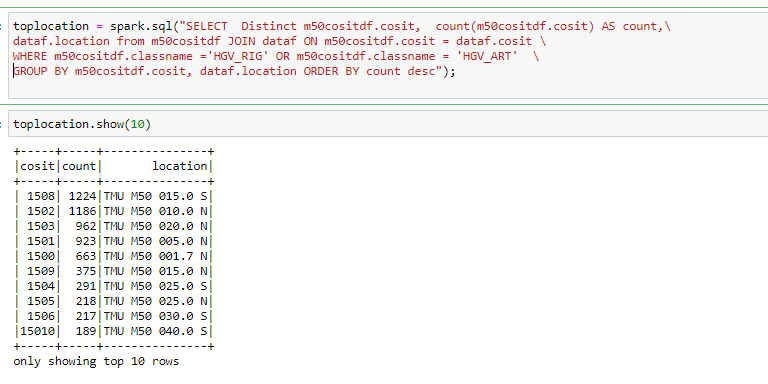 toplocation = spark.sql("SELECT  Distinct m50cositdf.cosit,  count(m50cositdf.cosit) AS count,\
dataf.location from m50cositdf JOIN dataf ON m50cositdf.cosit = dataf.cosit \
WHERE m50cositdf.classname ='HGV_RIG' OR m50cositdf.classname = 'HGV_ART'  \
GROUP BY m50cositdf.cosit, dataf.location ORDER BY count desc");
toplocation.show(10)
+-----+-----+---------------+
|cosit|count|       location|
+-----+-----+---------------+
| 1508| 1224|TMU M50 015.0 S|
| 1502| 1186|TMU M50 010.0 N|
| 1503|  962|TMU M50 020.0 N|
| 1501|  923|TMU M50 005.0 N|
| 1500|  663|TMU M50 001.7 N|
| 1509|  375|TMU M50 015.0 N|
| 1504|  291|TMU M50 025.0 S|
| 1505|  218|TMU M50 025.0 N|
| 1506|  217|TMU M50 030.0 S|
|15010|  189|TMU M50 040.0 S|
+-----+-----+---------------+
only showing top 10 rows